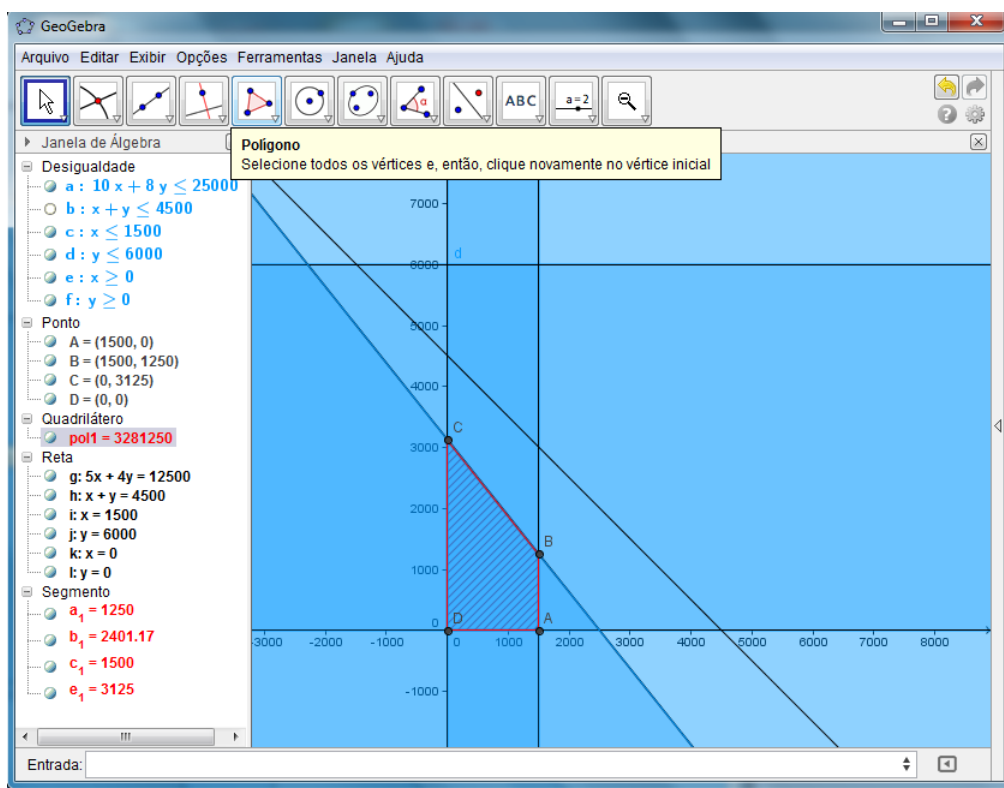 GeoGebra
Arquivo Editar Exibir Opções Ferramentas Janela Ajuda
ABC
a=2
Janela de Álgebra
Polígono
Selecione todos os vértices e, então, clique novamente no vértice inicial
Desigualdade
a : 10 x + 8 y ≤ 25000
b : x + y ≤ 4500
c : x ≤ 1500
d : y ≤ 6000
e : x ≥ 0
f : y ≥ 0
Ponto
A = (1500, 0)
B = (1500, 1250)
C = (0, 3125)
D = (0, 0)
Quadrilátero
pol1 = 3281250
Reta
g: 5x + 4y = 12500
h: x + y = 4500
i: x = 1500
j: y = 6000
k: x = 0
l: y = 0
Segmento
a₁ = 1250
b₁ = 2401.17
c₁ = 1500
e₁ = 3125
7000
d
6000
5000
4000
C
3000
2000
B
1000
0 D A
-3000 -2000 -1000 0 1000 2000 3000 4000 5000 6000 7000 8000
-1000
Entrada: